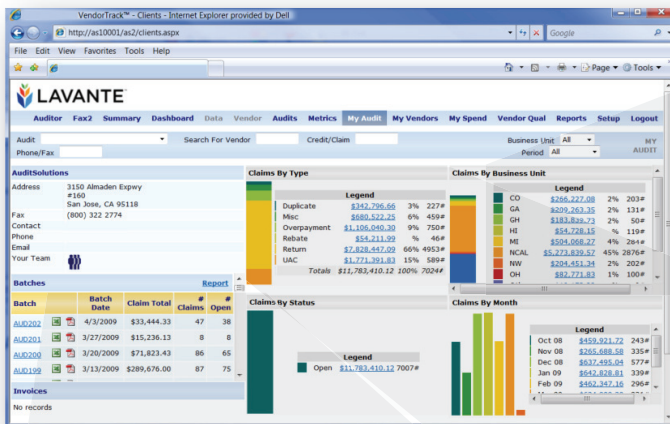 VendorTrack™ - Clients - Internet Explorer provided by Dell
http://as10001/as2/clients.aspx
Google
File Edit View Favorites Tools Help
Page Tools
LAVANTE
Auditor Fax2 Summary Dashboard Data Vendor Audits Metrics My Audit My Vendors My Spend Vendor Qual Reports Setup Logout
Audit Search For Vendor Credit/Claim Business Unit All MY
Phone/Fax Period All AUDIT
AuditSolutions
Address 3150 Almaden Expwy
#160
San Jose, CA 95118
Fax (800) 322 2774
Contact
Phone
Email
Your Team
Batches Report
Batch Batch Date Claim Total # Claims # Open
AUD202 4/3/2009 $33,444.33 47 38
AUD201 3/27/2009 $15,236.13 8 8
AUD200 3/20/2009 $71,823.43 86 65
AUD199 3/13/2009 $289,676.00 87 75
Invoices
No records
Claims By Type
Legend
Duplicate $342,796.66 3% 227#
Misc $680,522.25 6% 459#
Overpayment $1,106,040.30 9% 750#
Rebate $54,211.99 % 46#
Return $7,828,447.09 66% 4953#
UAC $1,771,391.83 15% 589#
Totals $11,783,410.12 100% 7024#
Claims By Business Unit
Legend
CO $266,227.08 2% 203#
GA $209,263.35 2% 131#
GH $183,839.73 2% 50#
HI $54,728.15 % 119#
MI $504,068.27 4% 284#
NCAL $5,273,839.57 45% 2876#
NW $204,451.34 2% 202#
OH $82,771.83 1% 100#
Claims By Status
Legend
Open $11,783,410.12 7007#
Claims By Month
Legend
Oct 08 $459,921.72 243#
Nov 08 $265,688.58 335#
Dec 08 $637,495.04 577#
Jan 09 $642,828.81 339#
Feb 09 $462,347.16 296#